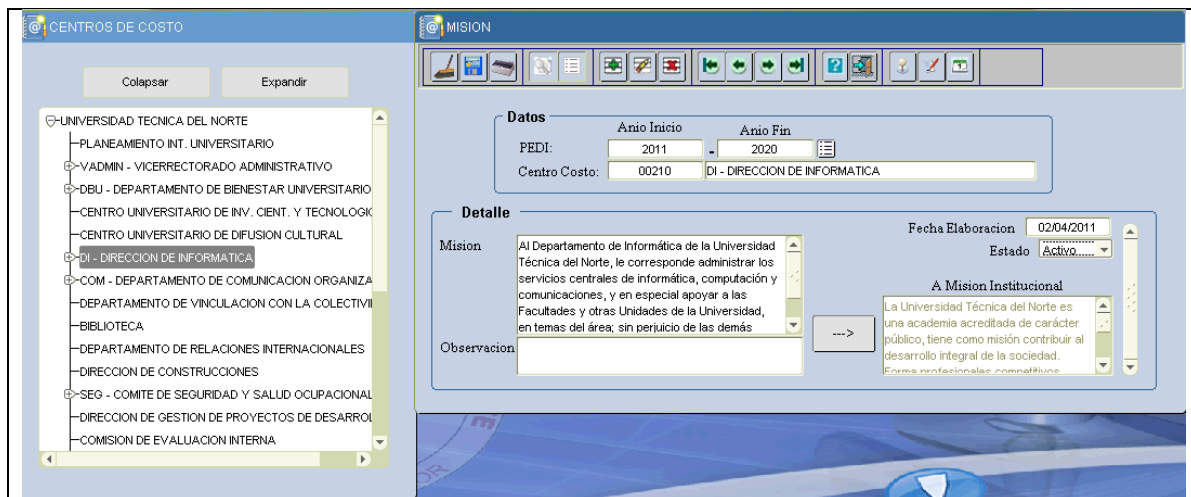 CENTROS DE COSTO
Colapsar Expandir
UNIVERSIDAD TECNICA DEL NORTE
PLANEAMIENTO INT. UNIVERSITARIO
VADMIN - VICERRECTORADO ADMINISTRATIVO
DBU - DEPARTAMENTO DE BIENESTAR UNIVERSITARIO
CENTRO UNIVERSITARIO DE INV. CIENT. Y TECNOLOGIC
CENTRO UNIVERSITARIO DE DIFUSION CULTURAL
DI - DIRECCION DE INFORMATICA
COM - DEPARTAMENTO DE COMUNICACION ORGANIZA
DEPARTAMENTO DE VINCULACION CON LA COLECTIVI
BIBLIOTECA
DEPARTAMENTO DE RELACIONES INTERNACIONALES
DIRECCION DE CONSTRUCCIONES
SEG - COMITE DE SEGURIDAD Y SALUD OCUPACIONAL
DIRECCION DE GESTION DE PROYECTOS DE DESARROL
COMISION DE EVALUACION INTERNA
MISION
Datos
Anio Inicio Anio Fin
PEDI: 2011 - 2020
Centro Costo: 00210 DI - DIRECCION DE INFORMATICA
Detalle
Mision
Al Departamento de Informática de la Universidad
Técnica del Norte, le corresponde administrar los
servicios centrales de informática, computación y
comunicaciones, y en especial apoyar a las
Facultades y otras Unidades de la Universidad,
en temas del área; sin perjuicio de las demás
Observacion
--->
Fecha Elaboracion 02/04/2011
Estado Activo
A Mision Institucional
La Universidad Técnica del Norte es
una academia acreditada de carácter
público, tiene como misión contribuir al
desarrollo integral de la sociedad.
Forma profesionales competitivos